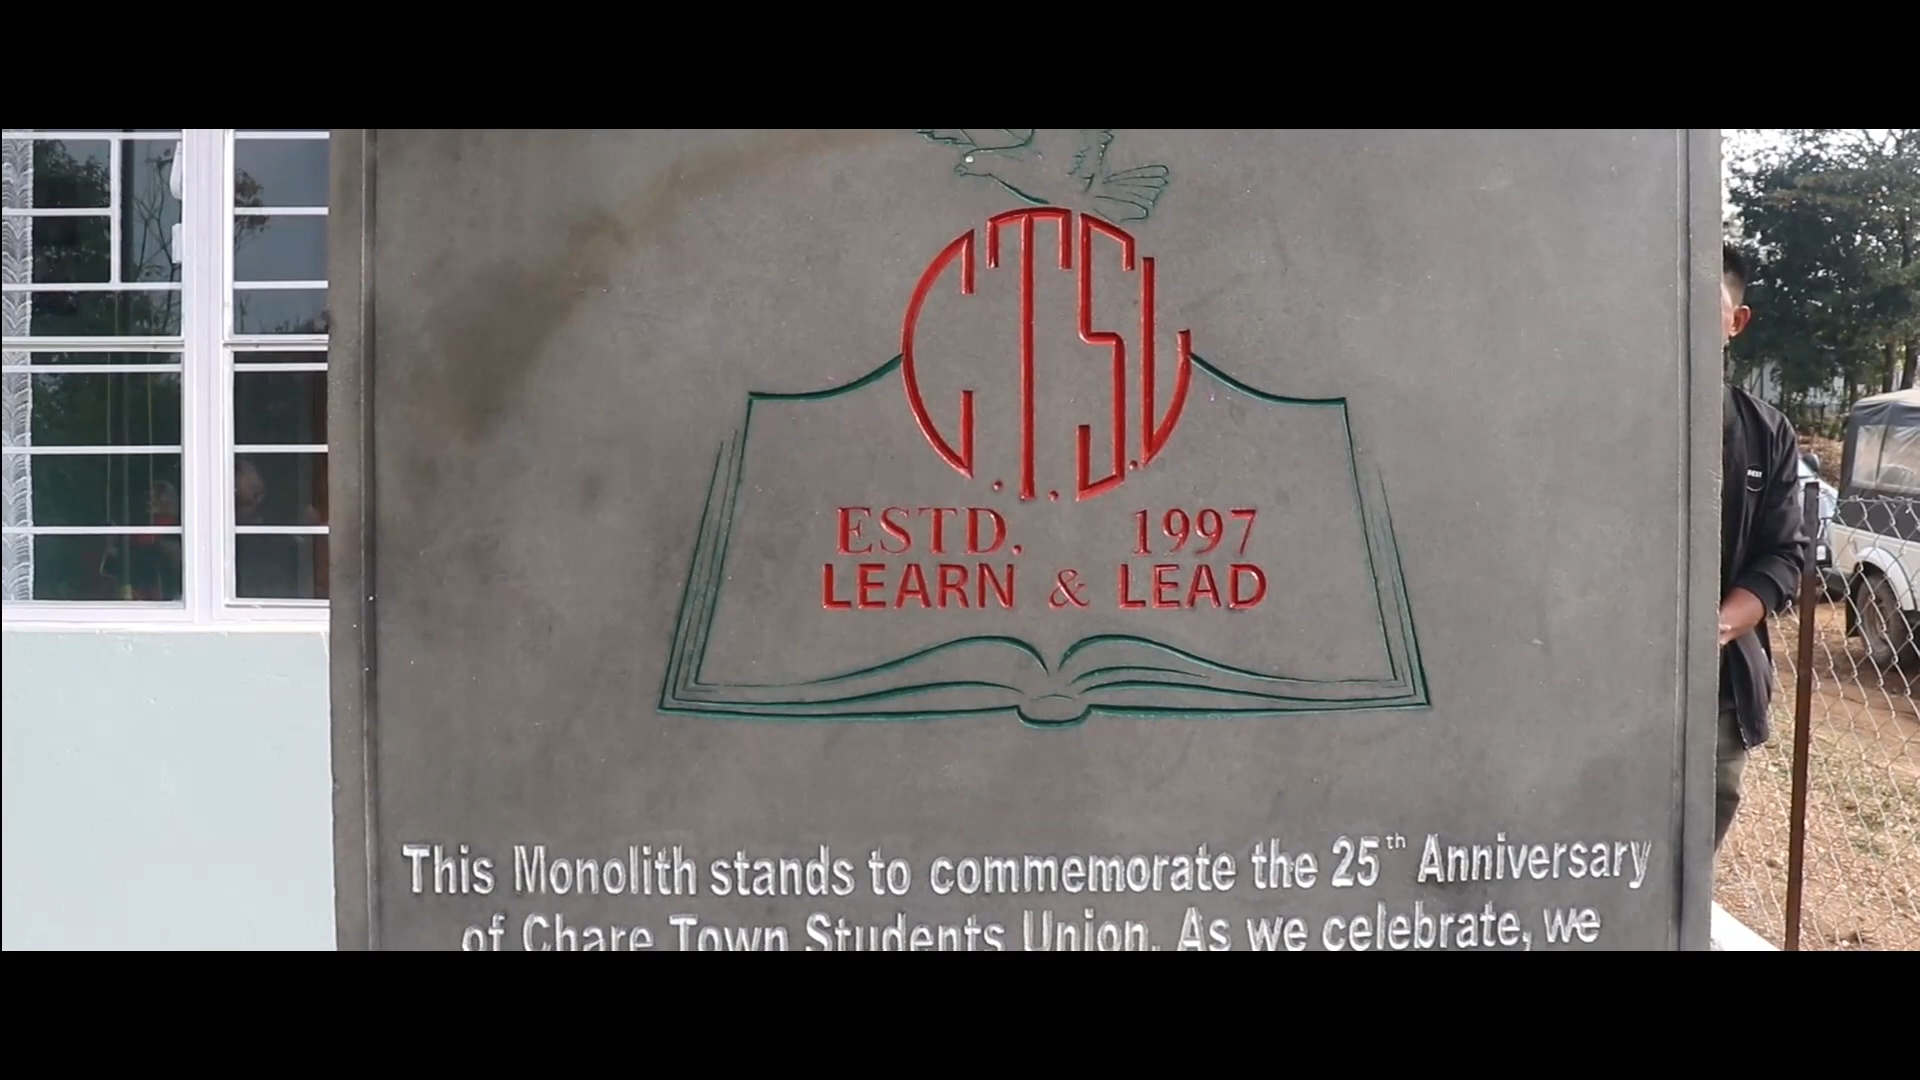 C.T.S.U
ESTD. 1997
LEARN & LEAD
This Monolith stands to commemorate the 25th Anniversary
of Chare Town Students Union. As we celebrate, we